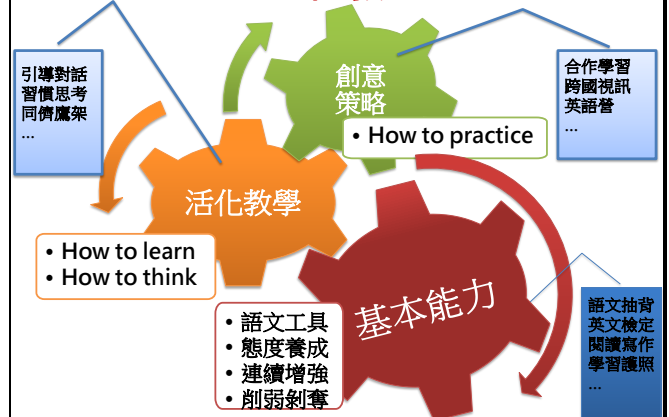 引導對話
習慣思考
同儕鷹架
...
創意
策略
• How to practice
合作學習
跨國視訊
英語營
...
活化教學
• How to learn
• How to think
基本能力
• 語文工具
• 態度養成
• 連續增強
• 削弱剝奪
語文抽背
英文檢定
閱讀寫作
學習護照
...